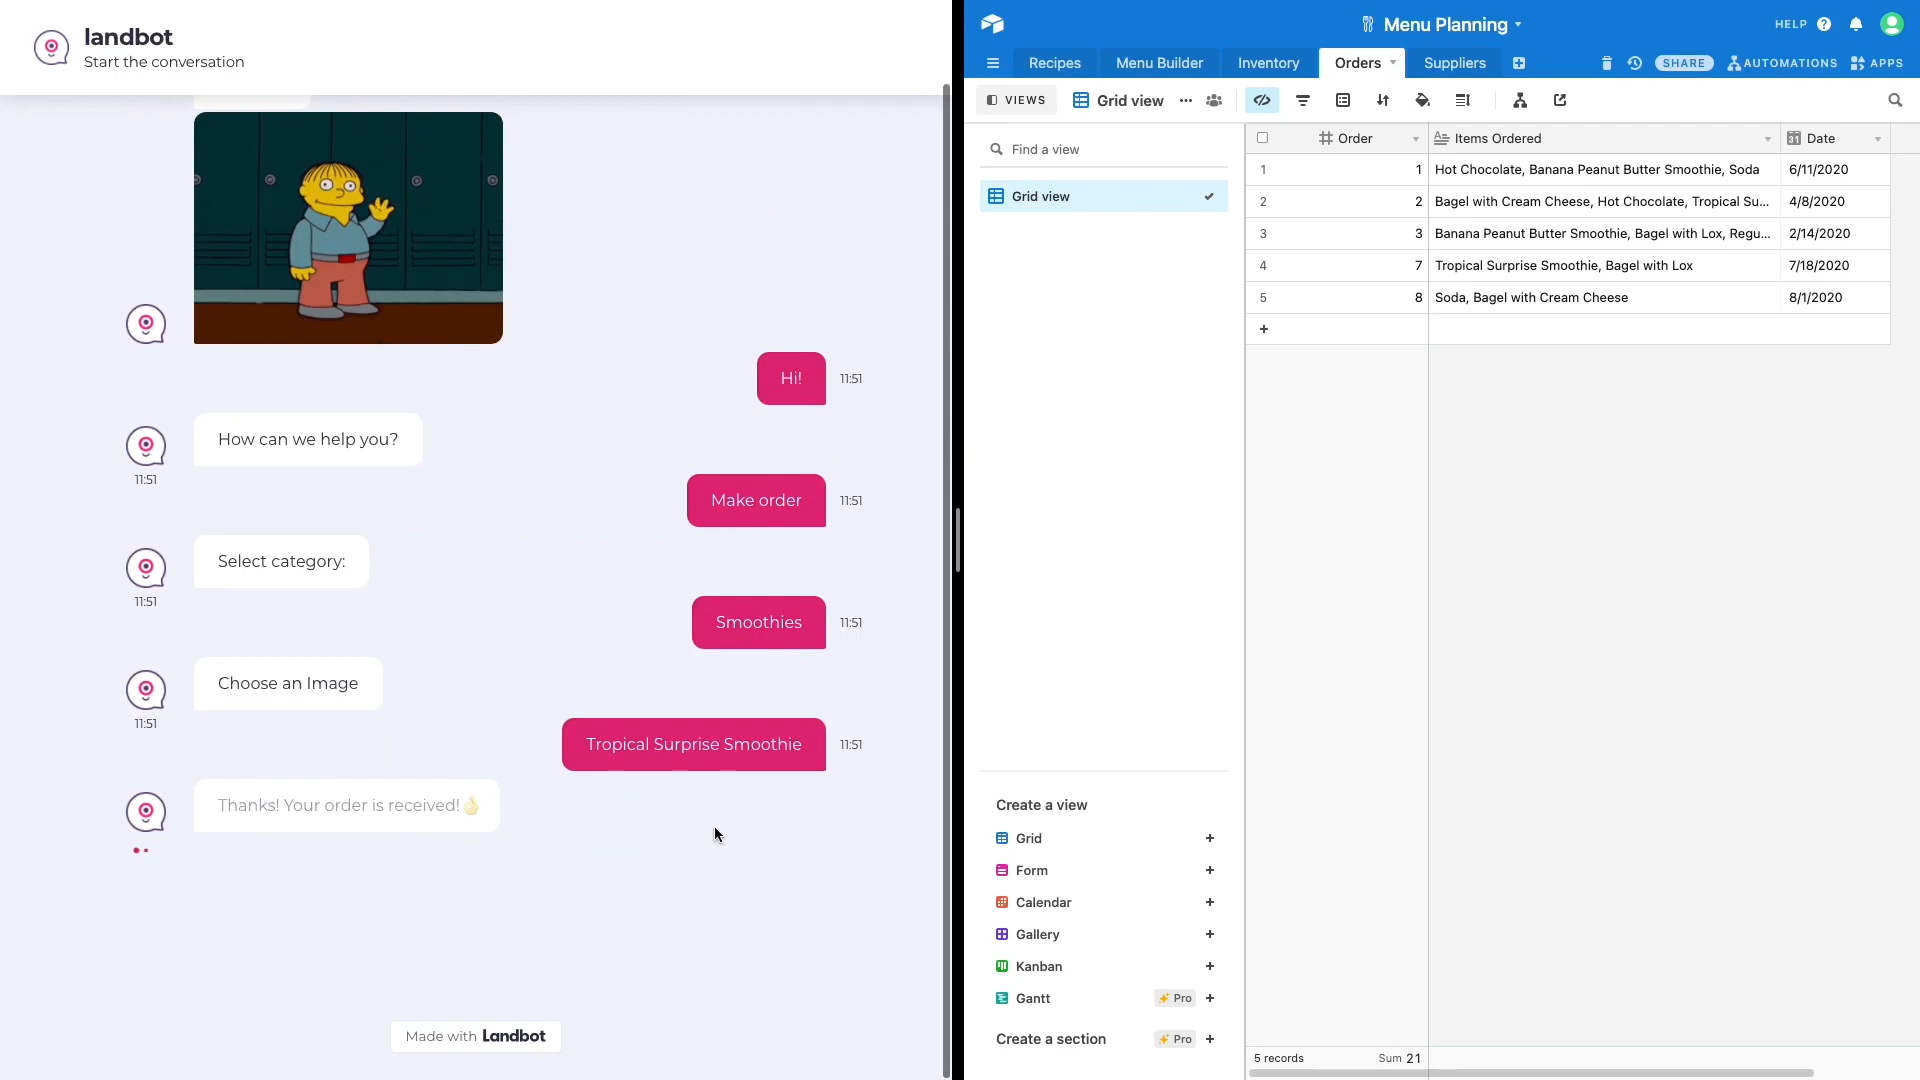 landbot
Start the conversation
Hi!
11:51
How can we help you?
11:51
Make order
11:51
Select category:
11:51
Smoothies
11:51
Choose an Image
11:51
Tropical Surprise Smoothie
11:51
Thanks! Your order is received!👌
Made with Landbot
Menu Planning
HELP
Recipes
Menu Builder
Inventory
Orders
Suppliers
SHARE
AUTOMATIONS
APPS
VIEWS
Grid view
Find a view
Grid view
Order Items Ordered Date
1 1 Hot Chocolate, Banana Peanut Butter Smoothie, Soda 6/11/2020
2 2 Bagel with Cream Cheese, Hot Chocolate, Tropical Su... 4/8/2020
3 3 Banana Peanut Butter Smoothie, Bagel with Lox, Regu... 2/14/2020
4 7 Tropical Surprise Smoothie, Bagel with Lox 7/18/2020
5 8 Soda, Bagel with Cream Cheese 8/1/2020
+
Create a view
Grid +
Form +
Calendar +
Gallery +
Kanban +
Gantt Pro +
Create a section Pro +
5 records Sum 21